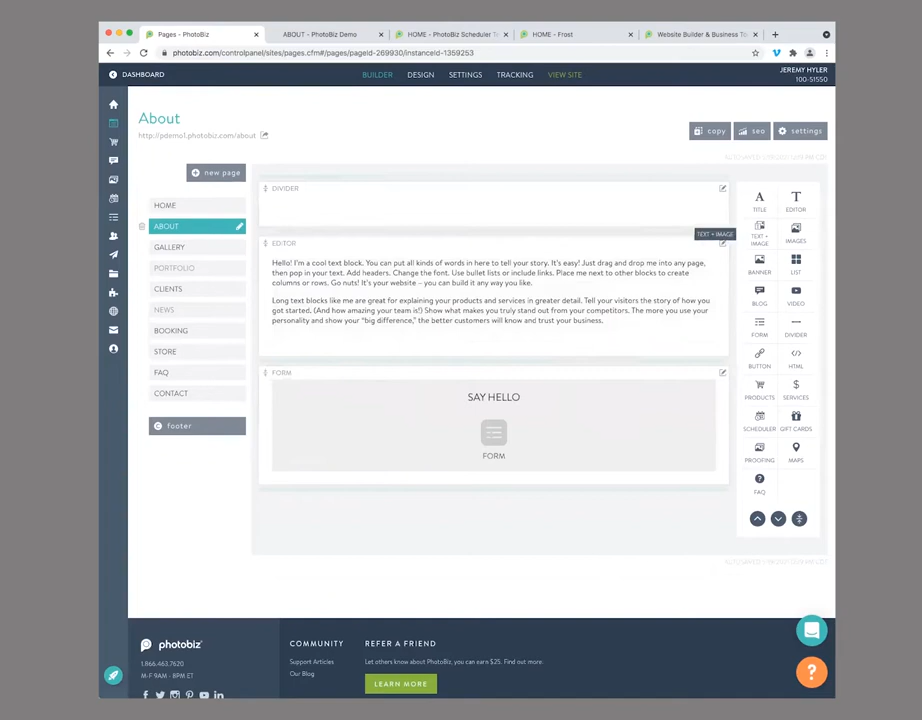 Pages - PhotoBiz
ABOUT - PhotoBiz Demo
HOME - PhotoBiz Scheduler Te
HOME - Frost
Website Builder & Business To
photobiz.com/controlpanel/sites/pages.cfm#/pages/pageId-269930/instanceId-1359253
DASHBOARD
BUILDER
DESIGN
SETTINGS
TRACKING
VIEW SITE
JEREMY HYLER
100-51550
About
http://pdemo1.photobiz.com/about
copy
seo
settings
new page
HOME
ABOUT
GALLERY
PORTFOLIO
CLIENTS
NEWS
BOOKING
STORE
FAQ
CONTACT
footer
DIVIDER
TEXT + IMAGE
EDITOR
Hello! I'm a cool text block. You can put all kinds of words in here to tell your story. It's easy! Just drag and drop me into any page,
then pop in your text. Add headers. Change the font. Use bullet lists or include links. Place me next to other blocks to create
columns or rows. Go nuts! It's your website – you can build it any way you like.
Long text blocks like me are great for explaining your products and services in greater detail. Tell your visitors the story of how you
got started. (And how amazing your team is!) Show what makes you truly stand out from your competitors. The more you use your
personality and show your "big difference," the better customers will know and trust your business.
FORM
SAY HELLO
FORM
A
TITLE
T
EDITOR
TEXT +
IMAGE
IMAGES
BANNER
LIST
BLOG
VIDEO
FORM
DIVIDER
BUTTON
HTML
PRODUCTS
$
SERVICES
SCHEDULER
GIFT CARDS
PROOFING
MAPS
?
FAQ
photobiz
1.866.463.7620
M-F 9AM - 8PM ET
COMMUNITY
Support Articles
Our Blog
REFER A FRIEND
Let others know about PhotoBiz, you can earn $25. Find out more.
LEARN MORE
?